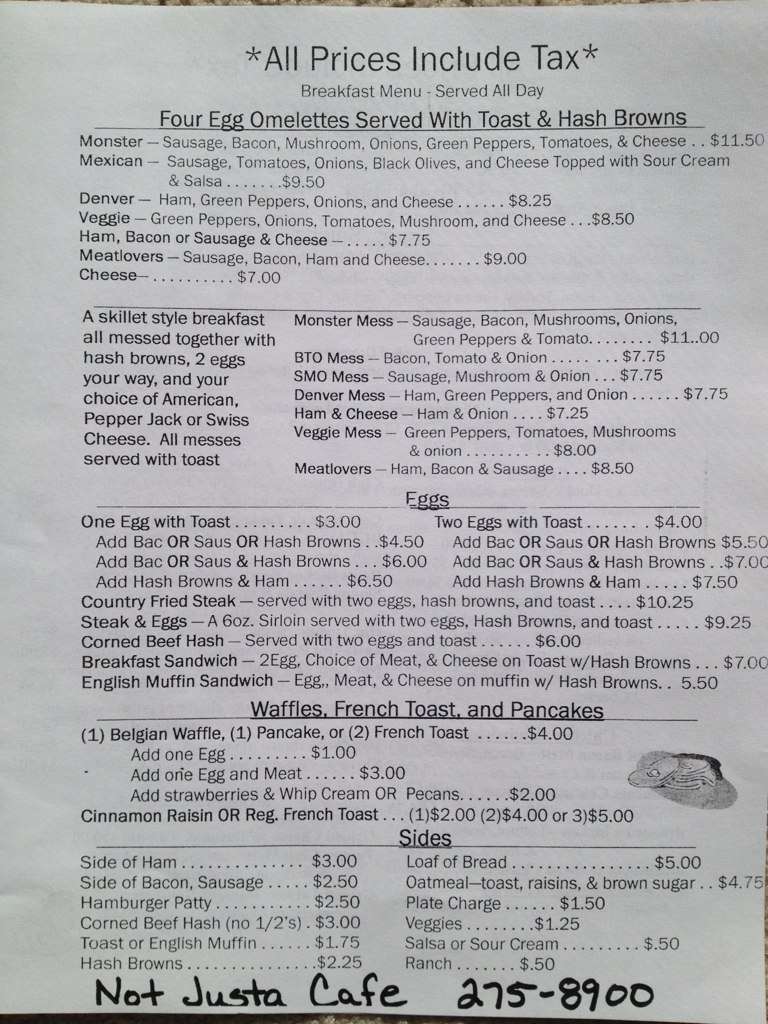 *All Prices Include Tax*
Breakfast Menu - Served All Day
Four Egg Omelettes Served With Toast & Hash Browns
Monster — Sausage, Bacon, Mushroom, Onions, Green Peppers, Tomatoes, & Cheese . . $11.50
Mexican — Sausage, Tomatoes, Onions, Black Olives, and Cheese Topped with Sour Cream
& Salsa . . . . . . .$9.50
Denver — Ham, Green Peppers, Onions, and Cheese . . . . . . $8.25
Veggie — Green Peppers, Onions, Tomatoes, Mushroom, and Cheese . . .$8.50
Ham, Bacon or Sausage & Cheese — . . . . . $7.75
Meatlovers — Sausage, Bacon, Ham and Cheese. . . . . . . $9.00
Cheese— . . . . . . . . . . $7.00
A skillet style breakfast
all messed together with
hash browns, 2 eggs
your way, and your
choice of American,
Pepper Jack or Swiss
Cheese. All messes
served with toast
Monster Mess — Sausage, Bacon, Mushrooms, Onions,
Green Peppers & Tomato. . . . . . . . $11..00
BTO Mess — Bacon, Tomato & Onion . . . . . . . . $7.75
SMO Mess — Sausage, Mushroom & Onion . . . $7.75
Denver Mess — Ham, Green Peppers, and Onion . . . . . . $7.75
Ham & Cheese — Ham & Onion . . . . $7.25
Veggie Mess — Green Peppers, Tomatoes, Mushrooms
& onion . . . . . . . . . . . $8.00
Meatlovers — Ham, Bacon & Sausage . . . . $8.50
Eggs
One Egg with Toast . . . . . . . . . $3.00
Add Bac OR Saus OR Hash Browns . .$4.50
Add Bac OR Saus & Hash Browns . . . $6.00
Add Hash Browns & Ham . . . . . . $6.50
Two Eggs with Toast . . . . . . . $4.00
Add Bac OR Saus OR Hash Browns $5.50
Add Bac OR Saus & Hash Browns . .$7.00
Add Hash Browns & Ham . . . . . $7.50
Country Fried Steak — served with two eggs, hash browns, and toast . . . . $10.25
Steak & Eggs — A 6oz. Sirloin served with two eggs, Hash Browns, and toast . . . . . $9.25
Corned Beef Hash — Served with two eggs and toast . . . . . . $6.00
Breakfast Sandwich — 2Egg, Choice of Meat, & Cheese on Toast w/Hash Browns . . . $7.00
English Muffin Sandwich — Egg,, Meat, & Cheese on muffin w/ Hash Browns. . 5.50
Waffles, French Toast, and Pancakes
(1) Belgian Waffle, (1) Pancake, or (2) French Toast . . . . . .$4.00
Add one Egg . . . . . . . . . $1.00
Add one Egg and Meat . . . . . . $3.00
Add strawberries & Whip Cream OR Pecans. . . . . .$2.00
Cinnamon Raisin OR Reg. French Toast . . . (1)$2.00 (2)$4.00 or 3)$5.00
Sides
Side of Ham . . . . . . . . . . . . . . $3.00
Side of Bacon, Sausage . . . . . $2.50
Hamburger Patty . . . . . . . . . . . $2.50
Corned Beef Hash (no 1/2's) . $3.00
Toast or English Muffin . . . . . . $1.75
Hash Browns . . . . . . . . . . . . . .$2.25
Loaf of Bread . . . . . . . . . . . . . . . . $5.00
Oatmeal—toast, raisins, & brown sugar . . $4.75
Plate Charge . . . . . . $1.50
Veggies . . . . . . . .$1.25
Salsa or Sour Cream . . . . . . . . . $.50
Ranch . . . . . . . $.50
Not Justa Cafe 275-8900